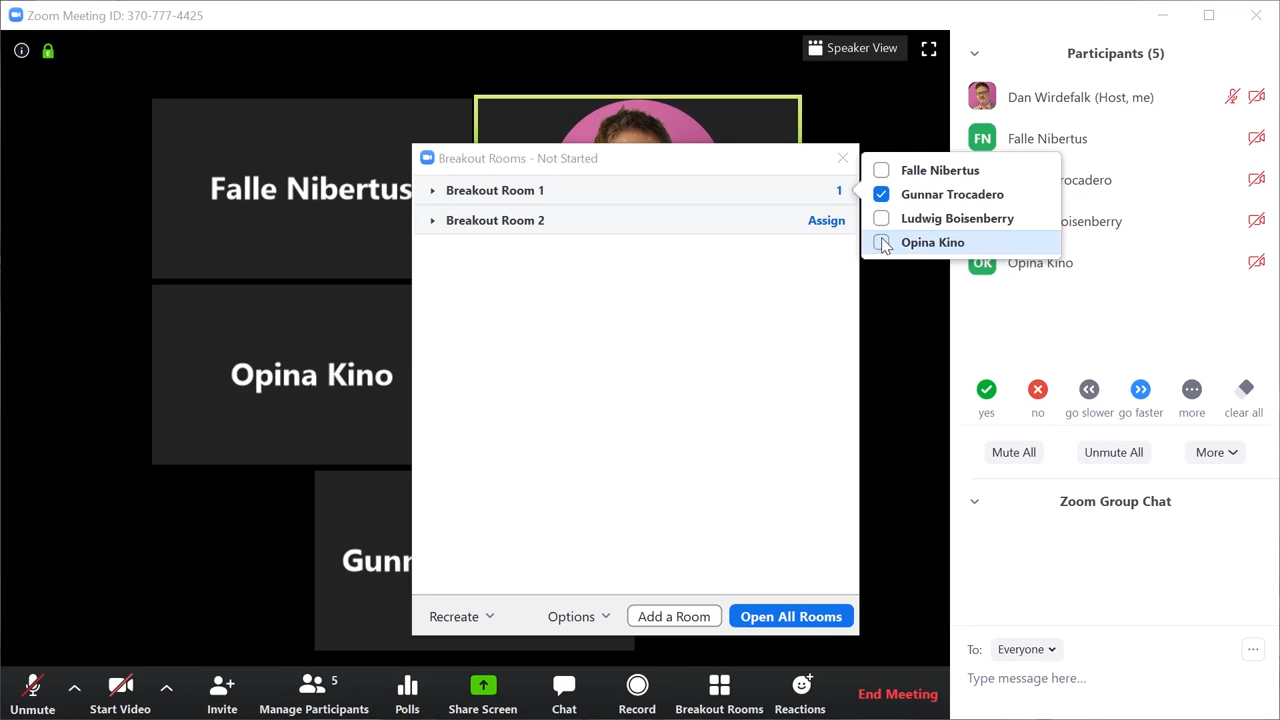 Zoom Meeting ID: 370-777-4425
Speaker View
Participants (5)
Dan Wirdefalk (Host, me)
FN Falle Nibertus
rocadero
oisenberry
OK Opina Kino
Falle Nibertus
Opina Kino
Gunn
Breakout Rooms - Not Started
Breakout Room 1 1
Breakout Room 2 Assign
Falle Nibertus
Gunnar Trocadero
Ludwig Boisenberry
Opina Kino
Recreate Options Add a Room Open All Rooms
yes no go slower go faster more clear all
Mute All Unmute All More
Zoom Group Chat
To: Everyone ...
Type message here...
5
Unmute Start Video Invite Manage Participants Polls Share Screen Chat Record Breakout Rooms Reactions End Meeting